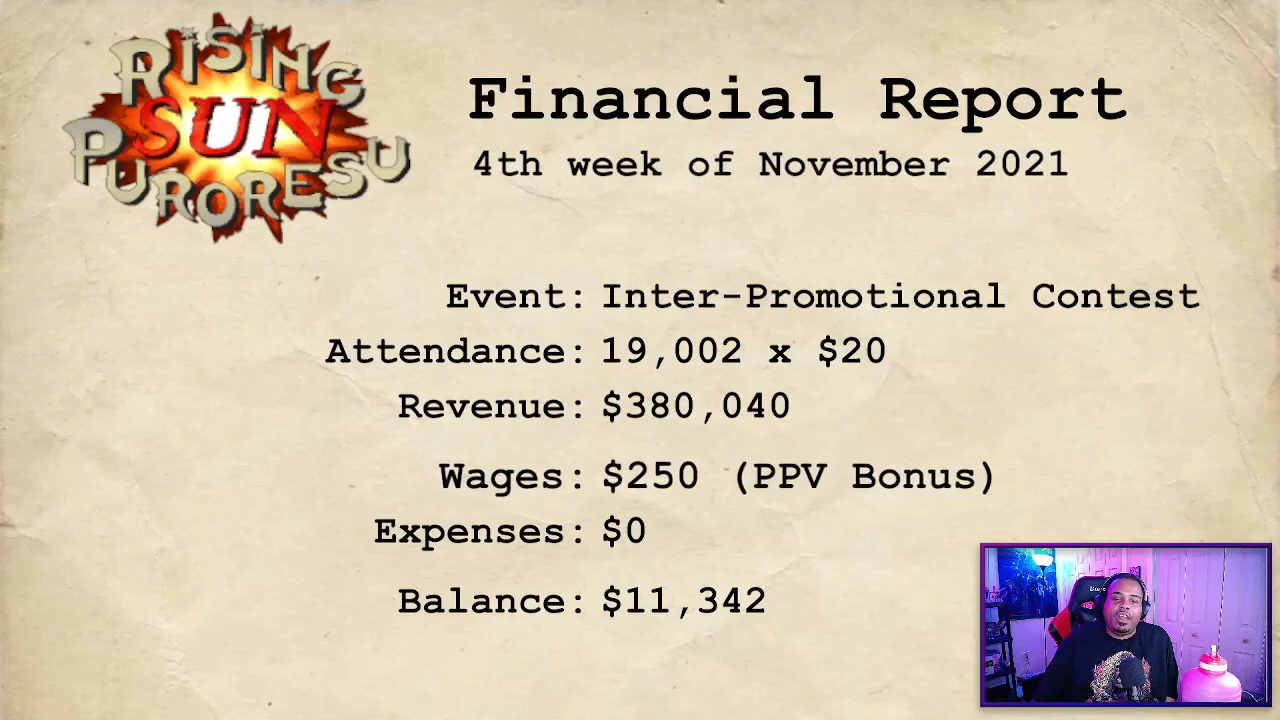 RISING
SUN
PURORESU
Financial Report
4th week of November 2021
Event: Inter-Promotional Contest
Attendance: 19,002 x $20
Revenue: $380,040
Wages: $250 (PPV Bonus)
Expenses: $0
Balance: $11,342